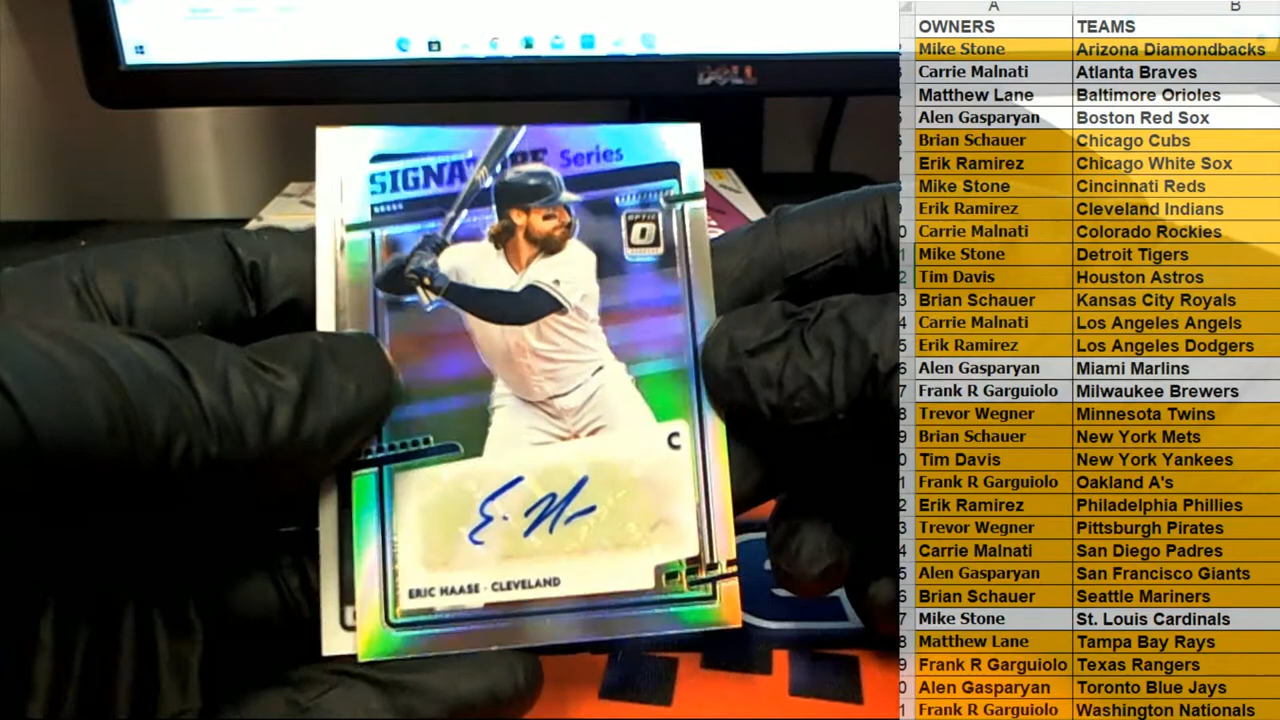 DELL
SIGNATURE Series
OPTIC
C
ERIC HAASE - CLEVELAND
A B
OWNERS TEAMS
Mike Stone Arizona Diamondbacks
Carrie Malnati Atlanta Braves
Matthew Lane Baltimore Orioles
Alen Gasparyan Boston Red Sox
Brian Schauer Chicago Cubs
Erik Ramirez Chicago White Sox
Mike Stone Cincinnati Reds
Erik Ramirez Cleveland Indians
Carrie Malnati Colorado Rockies
Mike Stone Detroit Tigers
Tim Davis Houston Astros
Brian Schauer Kansas City Royals
Carrie Malnati Los Angeles Angels
Erik Ramirez Los Angeles Dodgers
Alen Gasparyan Miami Marlins
Frank R Garguiolo Milwaukee Brewers
Trevor Wegner Minnesota Twins
Brian Schauer New York Mets
Tim Davis New York Yankees
Frank R Garguiolo Oakland A's
Erik Ramirez Philadelphia Phillies
Trevor Wegner Pittsburgh Pirates
Carrie Malnati San Diego Padres
Alen Gasparyan San Francisco Giants
Brian Schauer Seattle Mariners
Mike Stone St. Louis Cardinals
Matthew Lane Tampa Bay Rays
Frank R Garguiolo Texas Rangers
Alen Gasparyan Toronto Blue Jays
Frank R Garguiolo Washington Nationals